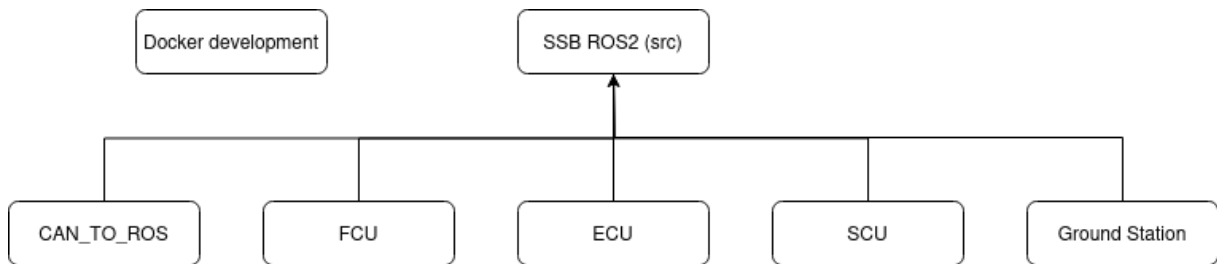 Docker development
SSB ROS2 (src)
CAN_TO_ROS
FCU
ECU
SCU
Ground Station